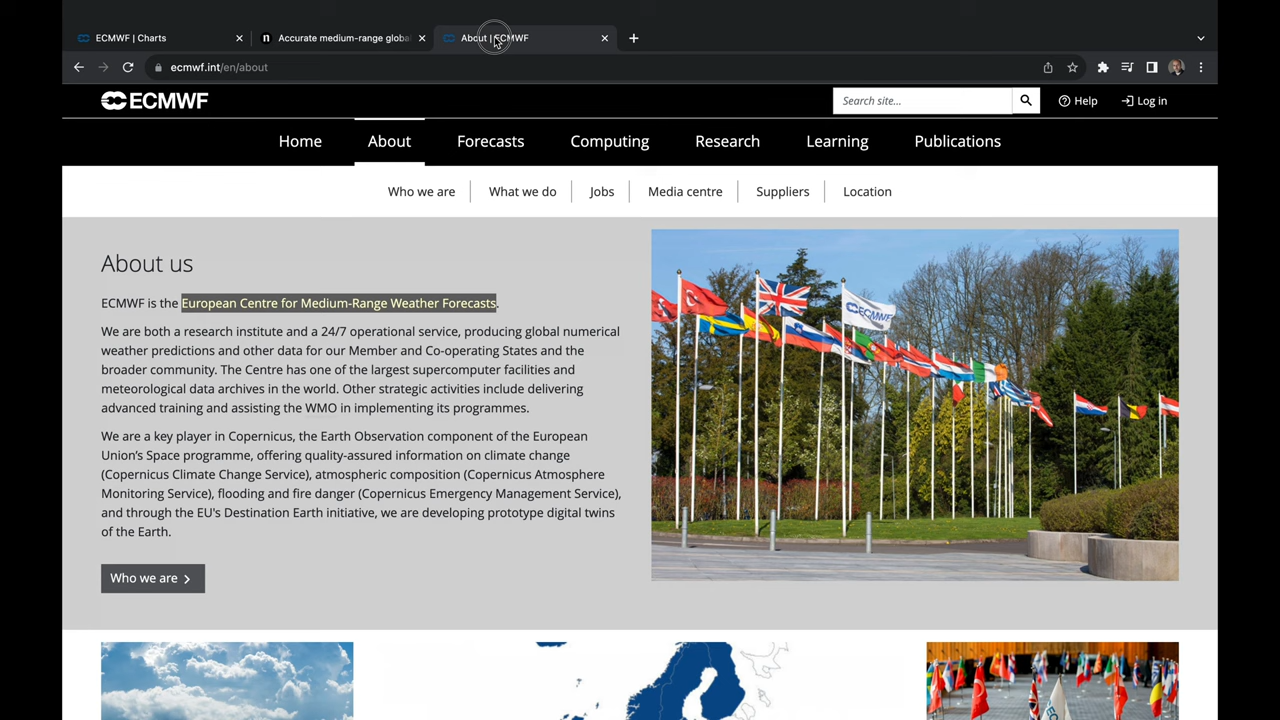 ECMWF | Charts
Accurate medium-range globa
About | ECMWF
ecmwf.int/en/about
ECMWF
Search site...
Help
Log in
Home
About
Forecasts
Computing
Research
Learning
Publications
Who we are
What we do
Jobs
Media centre
Suppliers
Location
About us
ECMWF is the European Centre for Medium-Range Weather Forecasts.
We are both a research institute and a 24/7 operational service, producing global numerical
weather predictions and other data for our Member and Co-operating States and the
broader community. The Centre has one of the largest supercomputer facilities and
meteorological data archives in the world. Other strategic activities include delivering
advanced training and assisting the WMO in implementing its programmes.
We are a key player in Copernicus, the Earth Observation component of the European
Union's Space programme, offering quality-assured information on climate change
(Copernicus Climate Change Service), atmospheric composition (Copernicus Atmosphere
Monitoring Service), flooding and fire danger (Copernicus Emergency Management Service),
and through the EU's Destination Earth initiative, we are developing prototype digital twins
of the Earth.
Who we are
ECMWF